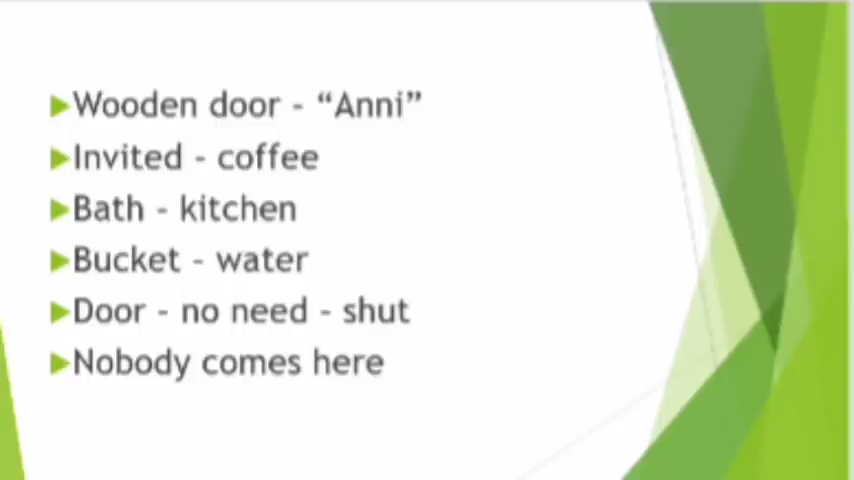 Wooden door - “Anni”
Invited - coffee
Bath - kitchen
Bucket - water
Door - no need - shut
Nobody comes here